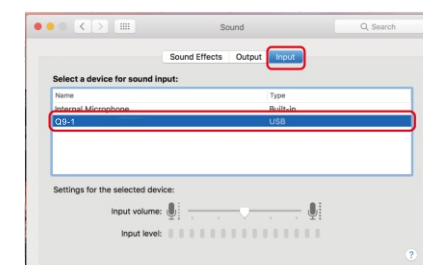 Sound
Search
Sound Effects Output Input
Select a device for sound input:
Name Type
Internal Microphone Built-in
Q9-1 USB
Settings for the selected device:
Input volume:
Input level:
?